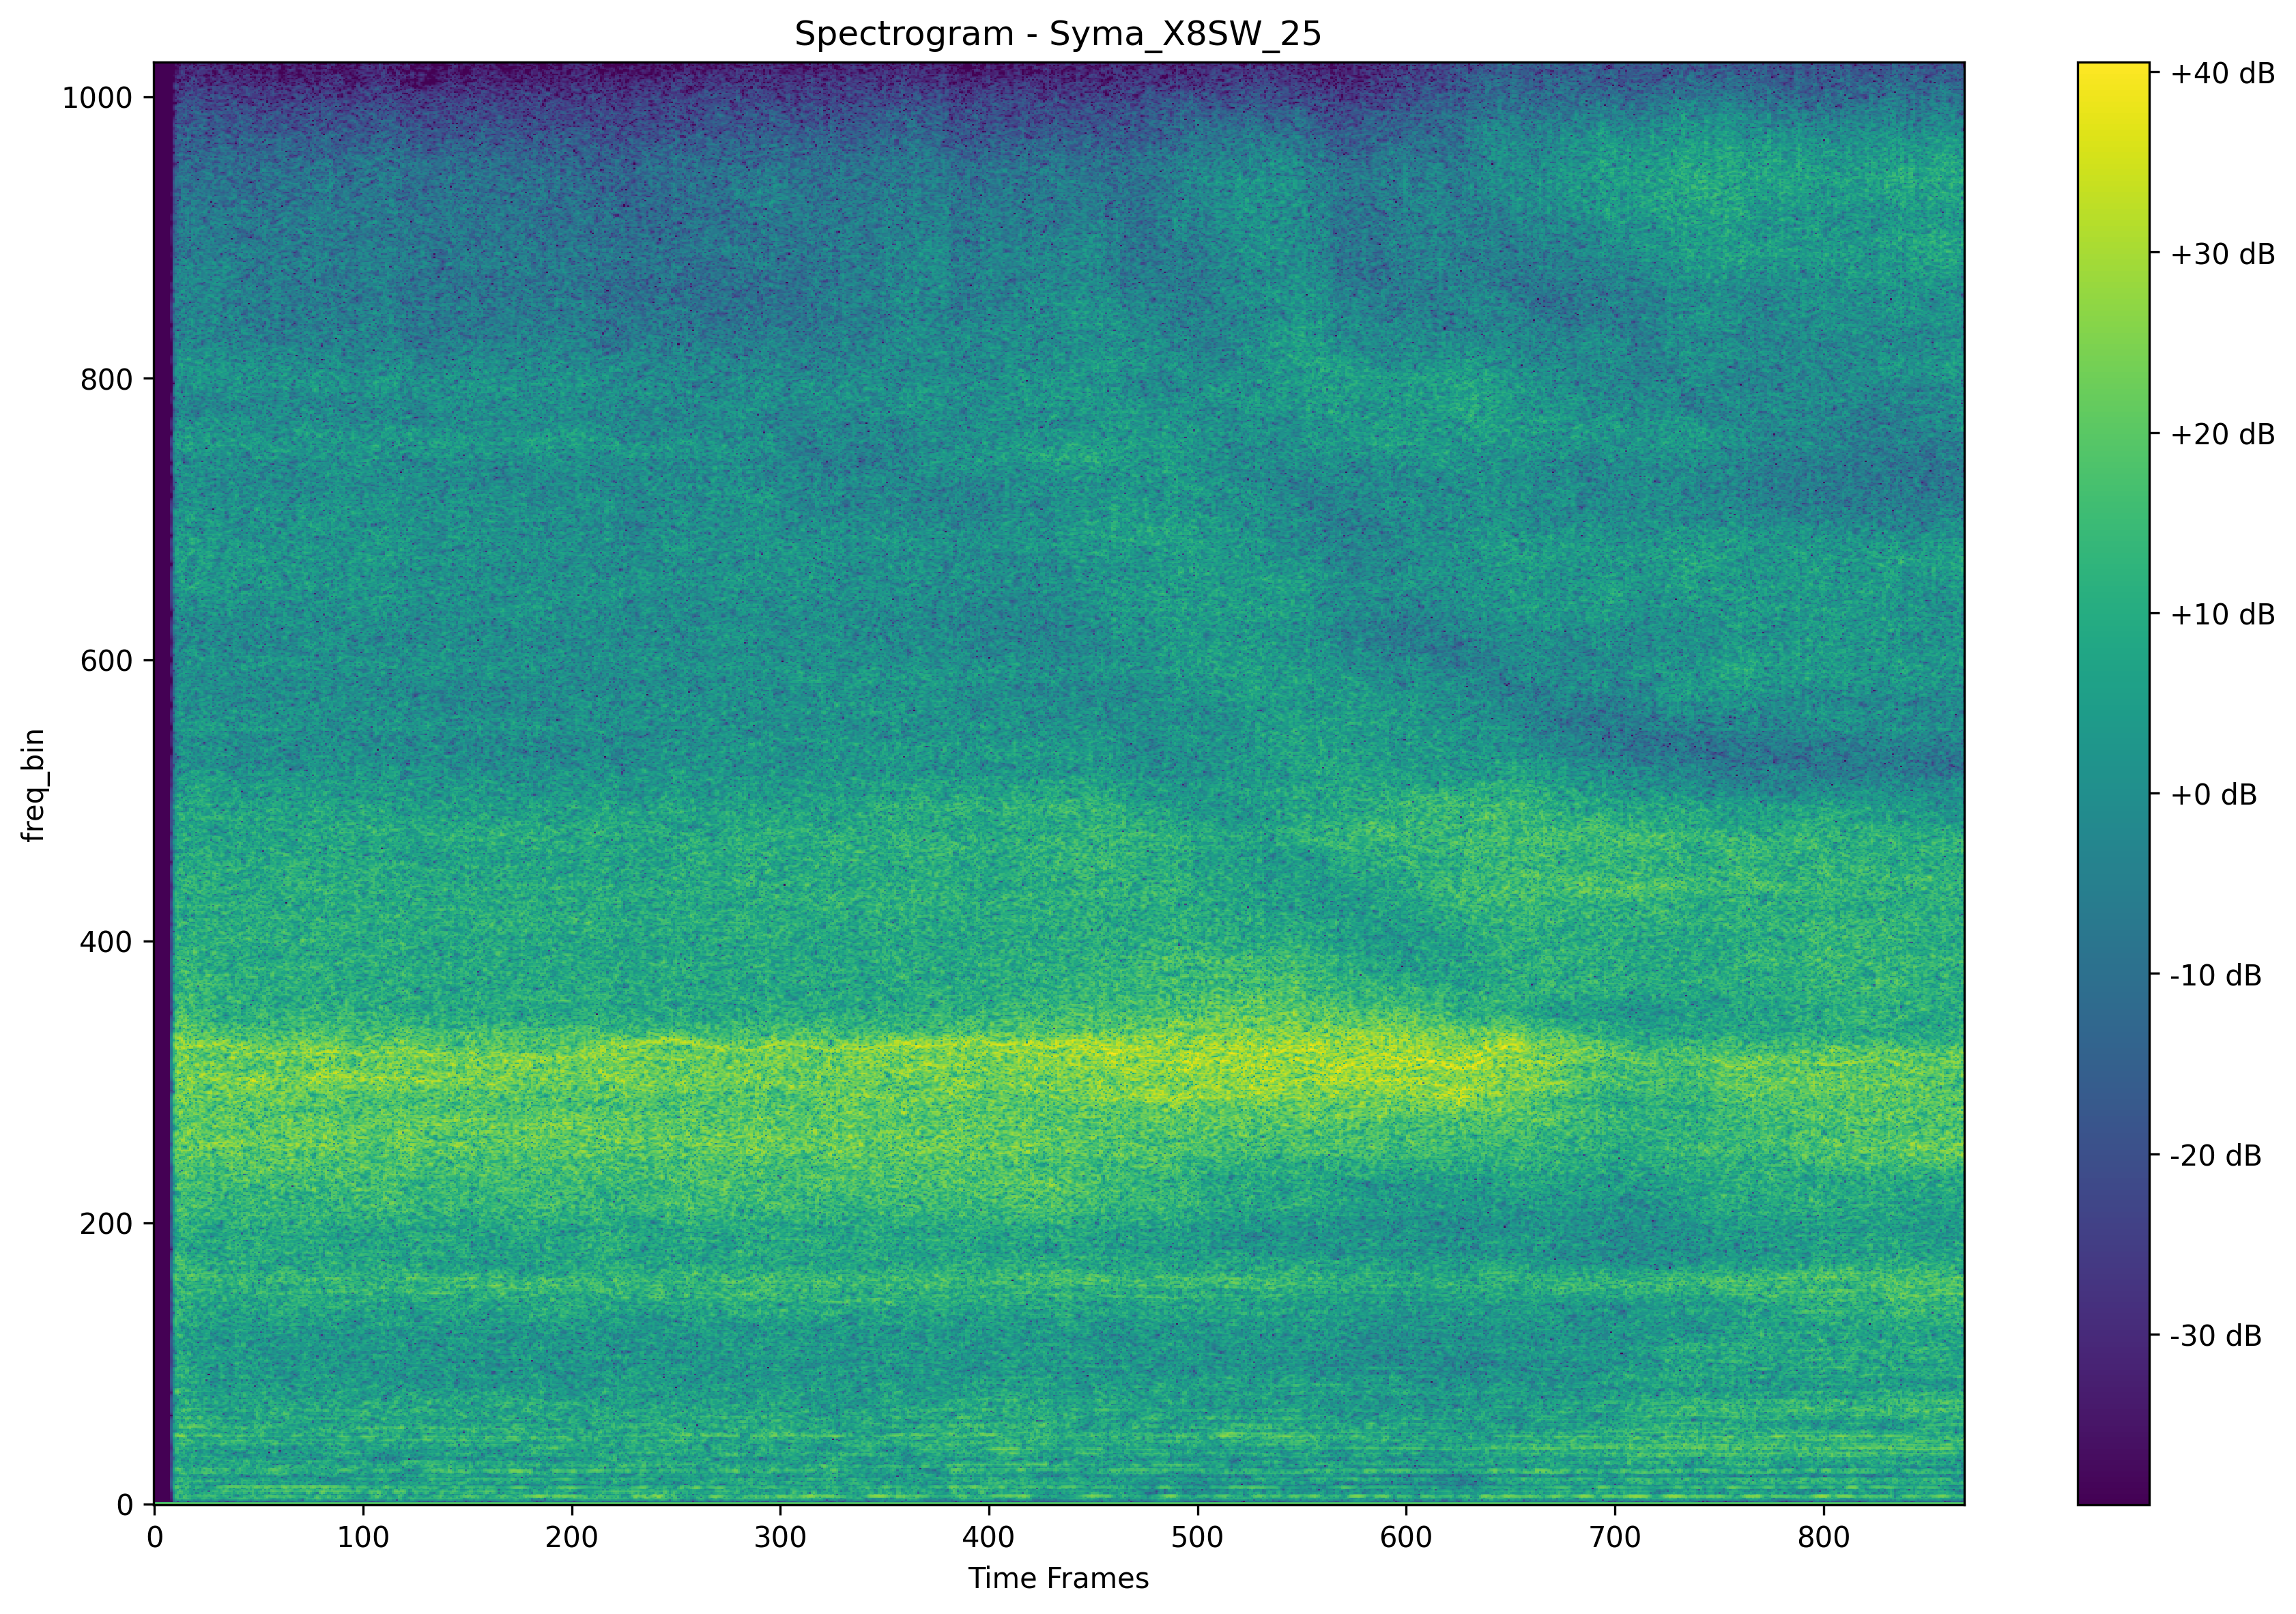 Spectrogram - Syma_X8SW_25
freq_bin
1000
800
600
400
200
0
0 100 200 300 400 500 600 700 800
Time Frames
+40 dB
+30 dB
+20 dB
+10 dB
+0 dB
-10 dB
-20 dB
-30 dB